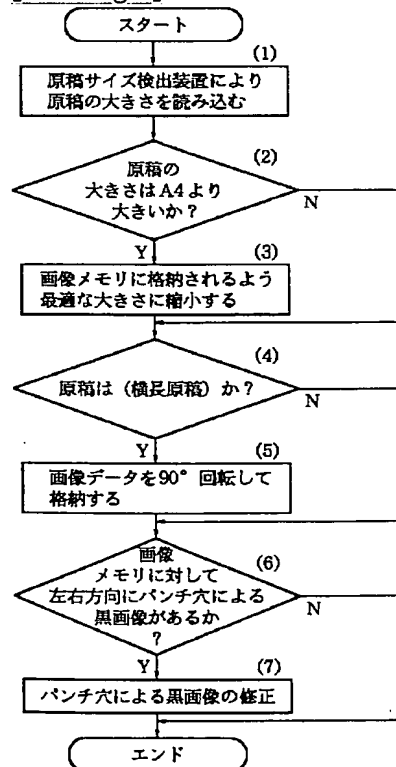 スタート
(1)
原稿サイズ検出装置により
原稿の大きさを読み込む
(2)
原稿の
大きさはA4より
大きいか？
N
Y
(3)
画像メモリに格納されるよう
最適な大きさに縮小する
(4)
原稿は（横長原稿）か？
N
Y
(5)
画像データを90°回転して
格納する
(6)
画像
メモリに対して
左右方向にパンチ穴による
黒画像があるか
？
N
Y
(7)
パンチ穴による黒画像の修正
エンド